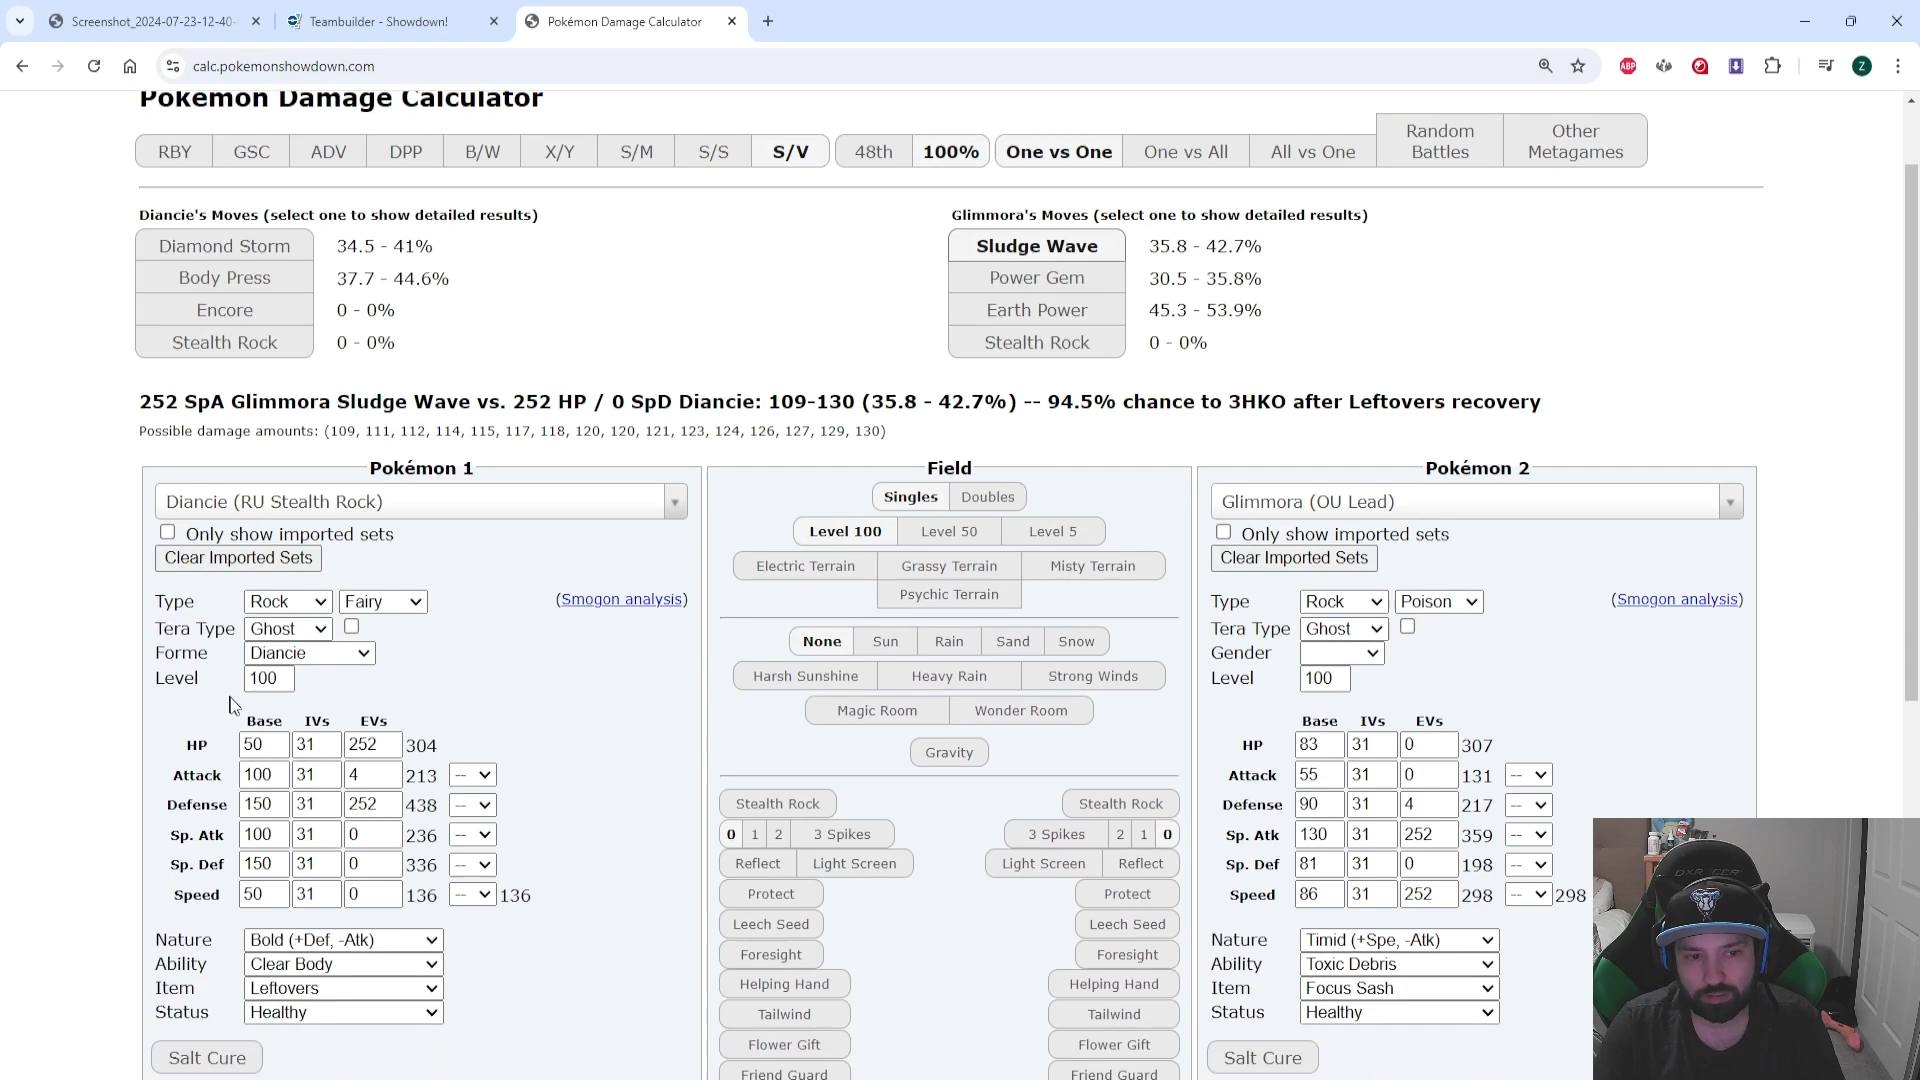 Screenshot_2024-07-23-12-40-
Teambuilder - Showdown!
Pokémon Damage Calculator
calc.pokemonshowdown.com
ABP
Z
Pokémon Damage Calculator
RBY GSC ADV DPP B/W X/Y S/M S/S S/V
48th 100%
One vs One One vs All All vs One Random Battles Other Metagames
Diancie's Moves (select one to show detailed results)
Diamond Storm 34.5 - 41%
Body Press 37.7 - 44.6%
Encore 0 - 0%
Stealth Rock 0 - 0%
Glimmora's Moves (select one to show detailed results)
Sludge Wave 35.8 - 42.7%
Power Gem 30.5 - 35.8%
Earth Power 45.3 - 53.9%
Stealth Rock 0 - 0%
252 SpA Glimmora Sludge Wave vs. 252 HP / 0 SpD Diancie: 109-130 (35.8 - 42.7%) -- 94.5% chance to 3HKO after Leftovers recovery
Possible damage amounts: (109, 111, 112, 114, 115, 117, 118, 120, 120, 121, 123, 124, 126, 127, 129, 130)
Pokémon 1
Diancie (RU Stealth Rock)
Only show imported sets
Clear Imported Sets
Type Rock Fairy (Smogon analysis)
Tera Type Ghost
Forme Diancie
Level 100
Base IVs EVs
HP 50 31 252 304
Attack 100 31 4 213 --
Defense 150 31 252 438 --
Sp. Atk 100 31 0 236 --
Sp. Def 150 31 0 336 --
Speed 50 31 0 136 -- 136
Nature Bold (+Def, -Atk)
Ability Clear Body
Item Leftovers
Status Healthy
Salt Cure
Field
Singles Doubles
Level 100 Level 50 Level 5
Electric Terrain Grassy Terrain Misty Terrain
Psychic Terrain
None Sun Rain Sand Snow
Harsh Sunshine Heavy Rain Strong Winds
Magic Room Wonder Room
Gravity
Stealth Rock Stealth Rock
0 1 2 3 Spikes 3 Spikes 2 1 0
Reflect Light Screen Light Screen Reflect
Protect Protect
Leech Seed Leech Seed
Foresight Foresight
Helping Hand Helping Hand
Tailwind Tailwind
Flower Gift Flower Gift
Friend Guard Friend Guard
Pokémon 2
Glimmora (OU Lead)
Only show imported sets
Clear Imported Sets
Type Rock Poison (Smogon analysis)
Tera Type Ghost
Gender
Level 100
Base IVs EVs
HP 83 31 0 307
Attack 55 31 0 131 --
Defense 90 31 4 217 --
Sp. Atk 130 31 252 359 --
Sp. Def 81 31 0 198 --
Speed 86 31 252 298 -- 298
Nature Timid (+Spe, -Atk)
Ability Toxic Debris
Item Focus Sash
Status Healthy
Salt Cure